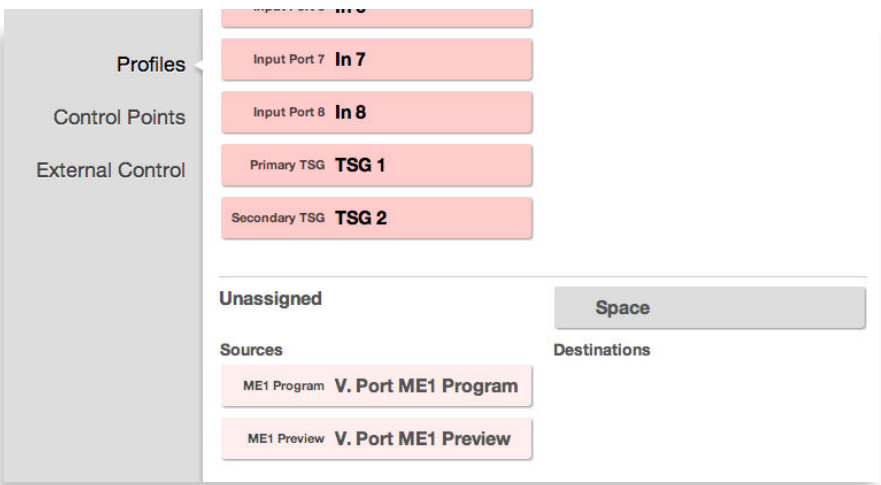 Profiles
Control Points
External Control
Input Port 7 In 7
Input Port 8 In 8
Primary TSG TSG 1
Secondary TSG TSG 2
Unassigned
Space
Sources
Destinations
ME1 Program V. Port ME1 Program
ME1 Preview V. Port ME1 Preview